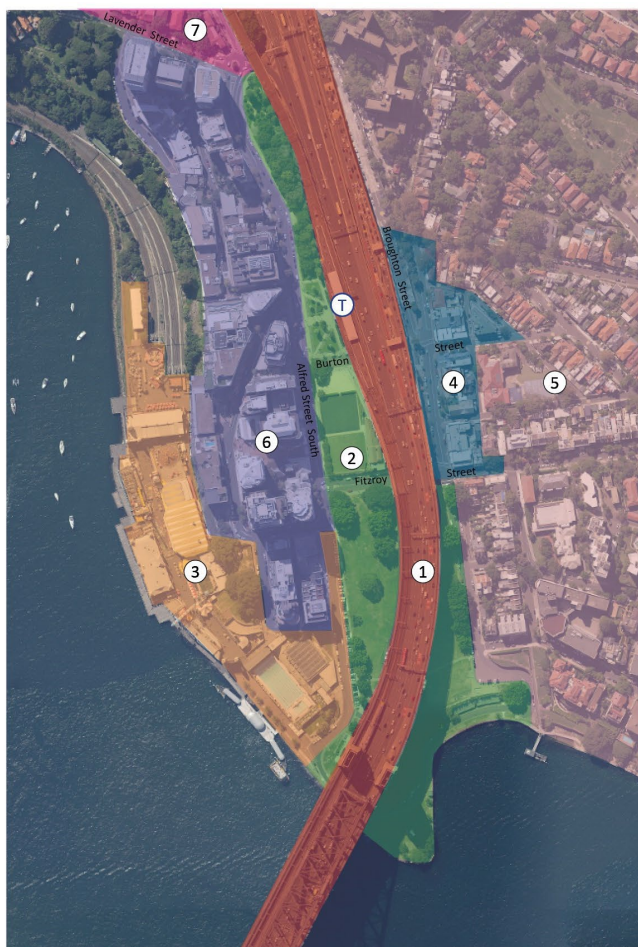 7
Lavender Street
Broughton Street
T
Street
Burton
Alfred Street South
4
5
6
2
Street
Fitzroy
3
1